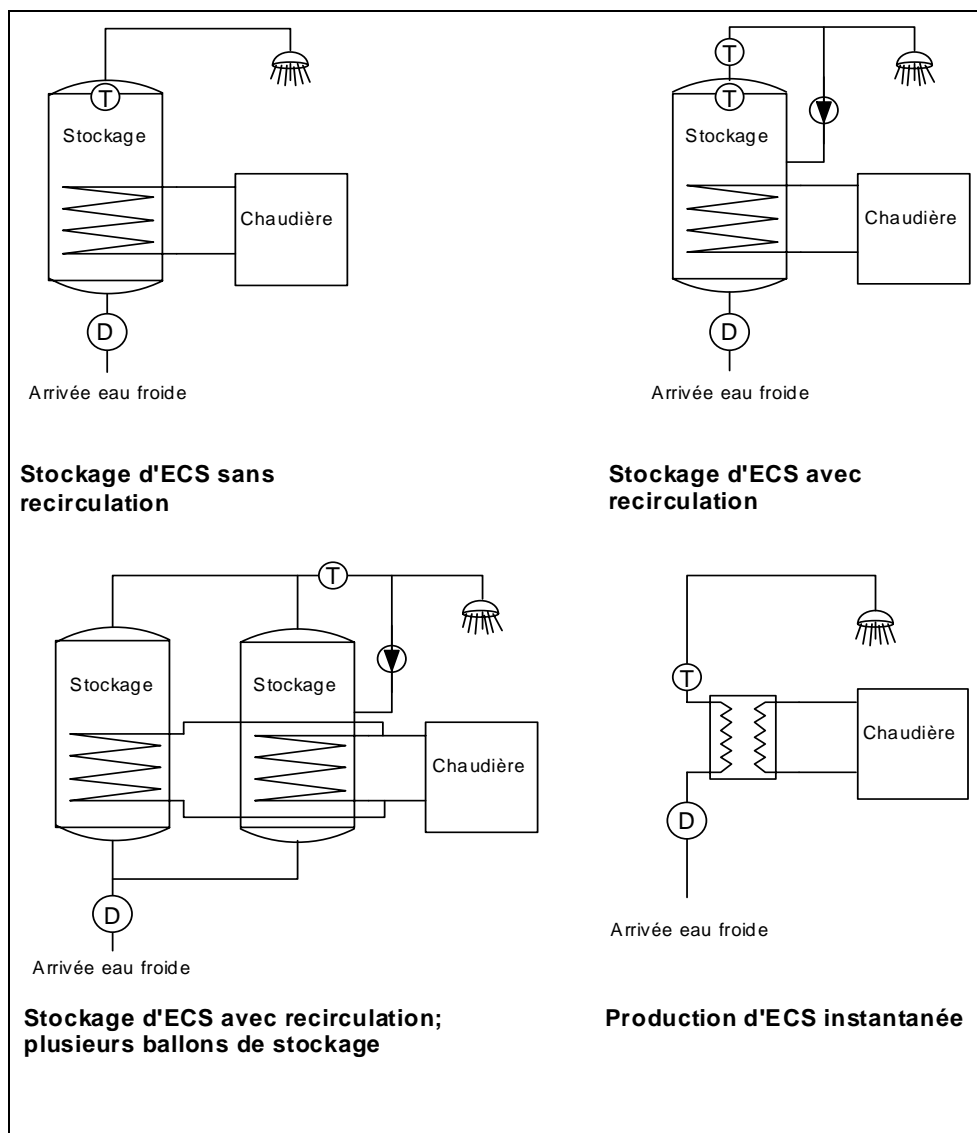 T
Stockage
Chaudière
D
Arrivée eau froide
Stockage d'ECS sans
recirculation
T
T
Stockage
Chaudière
D
Arrivée eau froide
Stockage d'ECS avec
recirculation
T
Stockage
Stockage
Chaudière
D
Arrivée eau froide
Stockage d'ECS avec recirculation;
plusieurs ballons de stockage
T
Chaudière
D
Arrivée eau froide
Production d'ECS instantanée